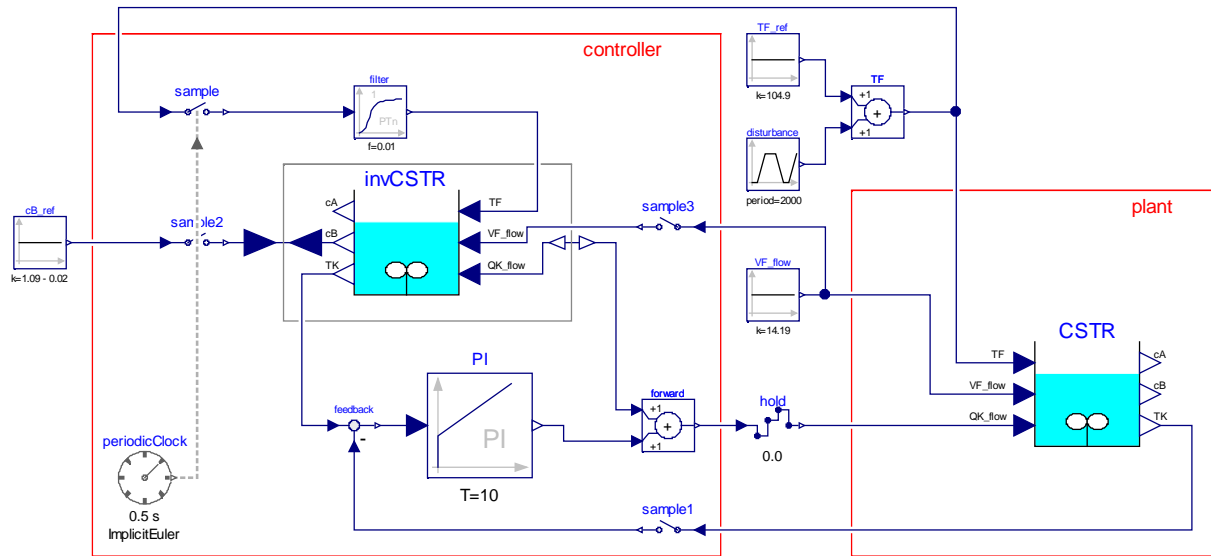 controller
TF_ref
k=104.9
TF
+1
+
+1
disturbance
period=2000
sample
filter
1
PTn
f=0.01
invCSTR
cA
cB
TK
TF
VF_flow
QK_flow
sample3
cB_ref
k=1.09 - 0.02
sample2
plant
VF_flow
k=14.19
CSTR
TF
VF_flow
QK_flow
cA
cB
TK
PI
PI
T=10
feedback
-
forward
+1
+
+1
hold
0.0
periodicClock
0.5 s
ImplicitEuler
sample1